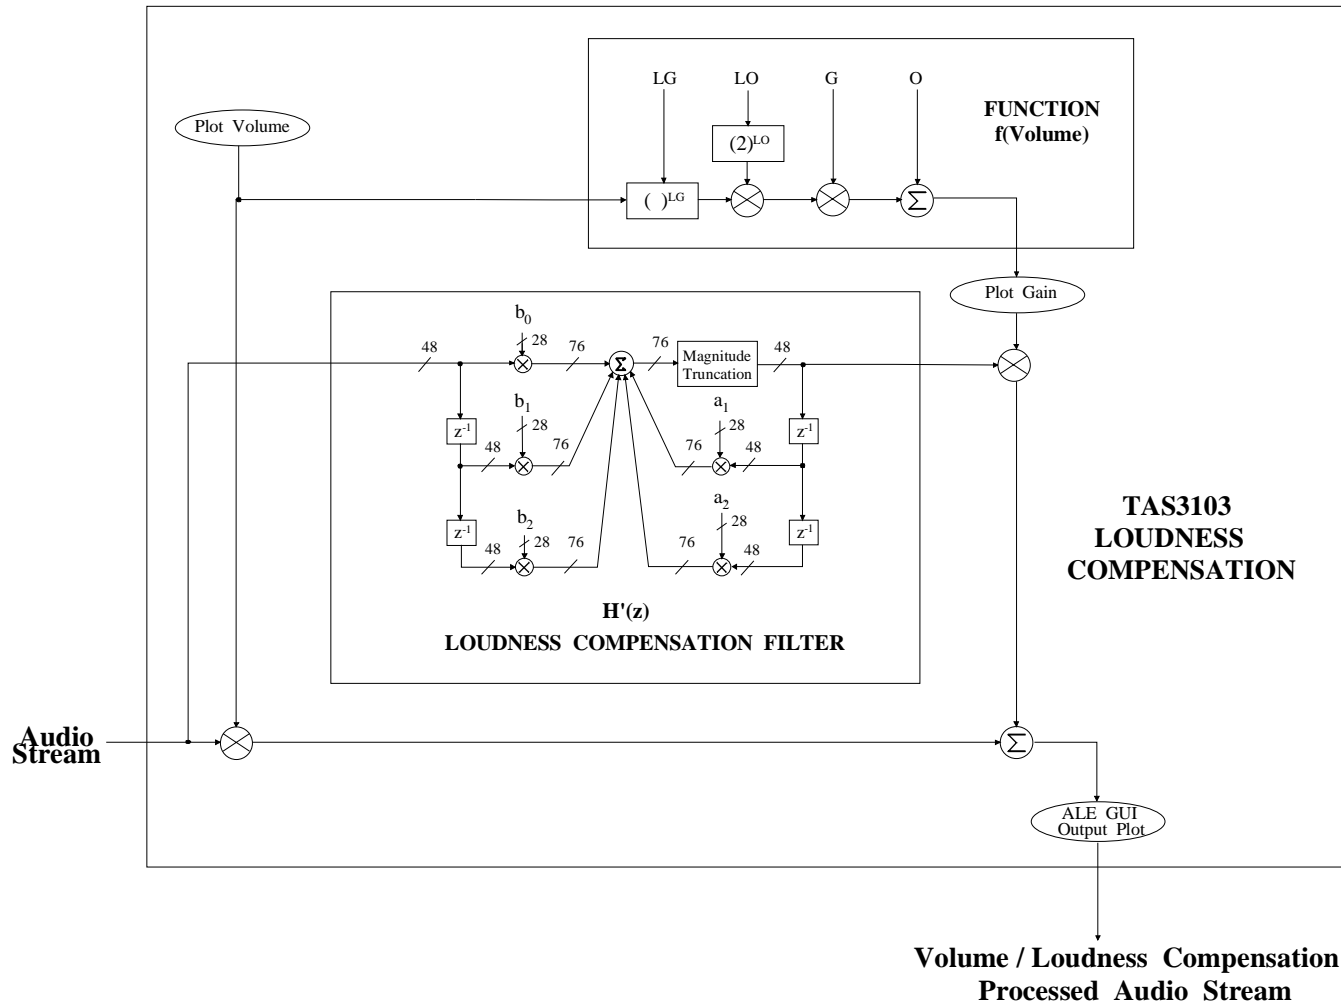 LG LO G O
FUNCTION
f(Volume)
Plot Volume
(2)^LO
( )^LG
Σ
Plot Gain
b0
28
48
76
Σ
76
Magnitude
Truncation
48
b1
28
a1
28
z-1
48
76
76
48
z-1
b2
28
a2
28
z-1
48
76
76
48
z-1
TAS3103
LOUDNESS
COMPENSATION
H'(z)
LOUDNESS COMPENSATION FILTER
Audio
Stream
Σ
ALE GUI
Output Plot
Volume / Loudness Compensation
Processed Audio Stream